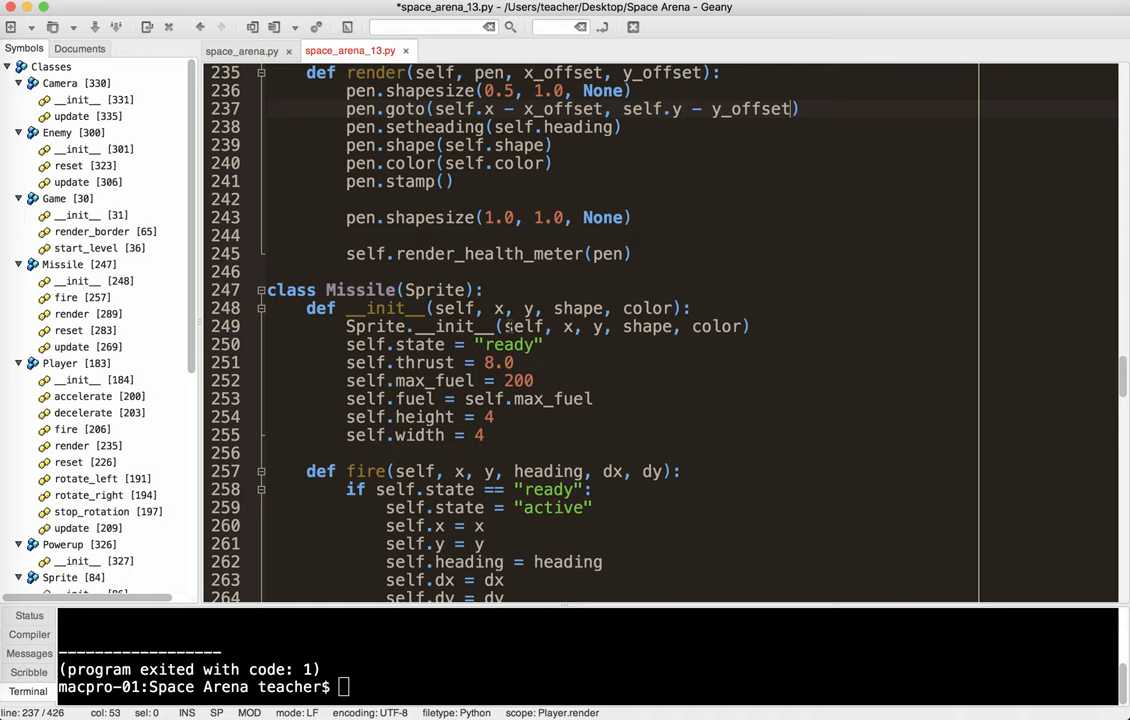 *space_arena_13.py - /Users/teacher/Desktop/Space Arena - Geany
Symbols Documents
space_arena.py × space_arena_13.py ×
Classes
Camera [330]
__init__ [331]
update [335]
Enemy [300]
__init__ [301]
reset [323]
update [306]
Game [30]
__init__ [31]
render_border [65]
start_level [36]
Missile [247]
__init__ [248]
fire [257]
render [289]
reset [283]
update [269]
Player [183]
__init__ [184]
accelerate [200]
decelerate [203]
fire [206]
render [235]
reset [226]
rotate_left [191]
rotate_right [194]
stop_rotation [197]
update [209]
Powerup [326]
__init__ [327]
Sprite [84]
__init__ [86]
235 def render(self, pen, x_offset, y_offset):
236 pen.shapesize(0.5, 1.0, None)
237 pen.goto(self.x - x_offset, self.y - y_offset)
238 pen.setheading(self.heading)
239 pen.shape(self.shape)
240 pen.color(self.color)
241 pen.stamp()
242
243 pen.shapesize(1.0, 1.0, None)
244
245 self.render_health_meter(pen)
246
247 class Missile(Sprite):
248 def __init__(self, x, y, shape, color):
249 Sprite.__init__(self, x, y, shape, color)
250 self.state = "ready"
251 self.thrust = 8.0
252 self.max_fuel = 200
253 self.fuel = self.max_fuel
254 self.height = 4
255 self.width = 4
256
257 def fire(self, x, y, heading, dx, dy):
258 if self.state == "ready":
259 self.state = "active"
260 self.x = x
261 self.y = y
262 self.heading = heading
263 self.dx = dx
264 self.dy = dy
Status
Compiler
Messages
Scribble
Terminal
------------------
(program exited with code: 1)
macpro-01:Space Arena teacher$
line: 237 / 426 col: 53 sel: 0 INS SP MOD mode: LF encoding: UTF-8 filetype: Python scope: Player.render